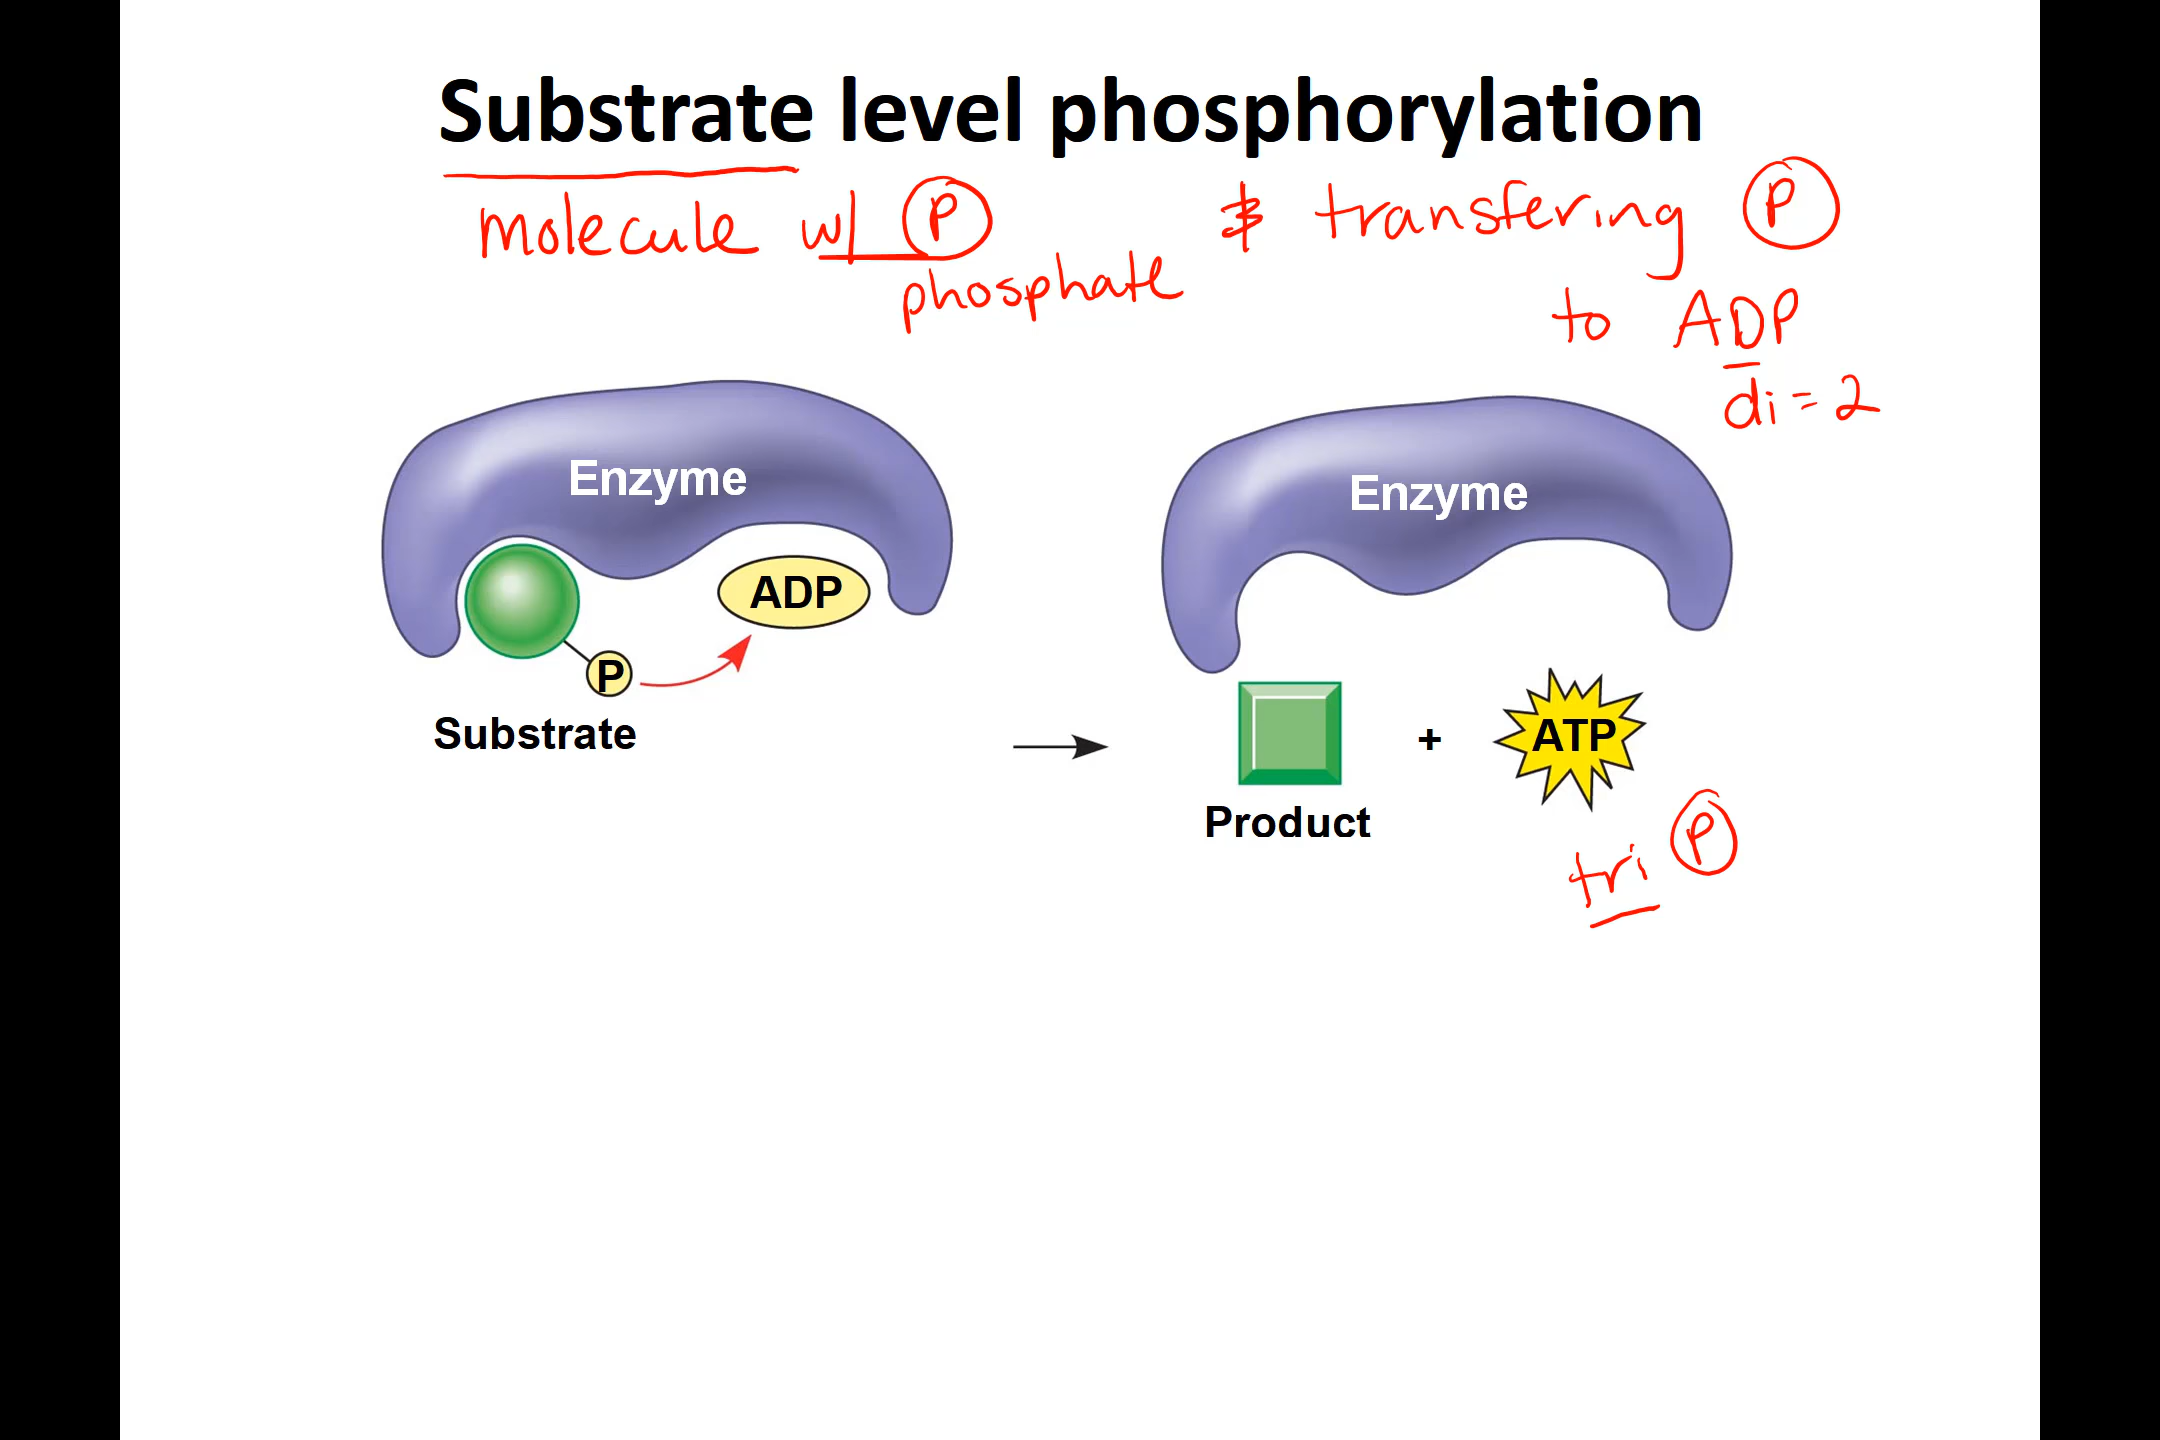 Substrate level phosphorylation
molecule w/ P & transfering P
phosphate
to ADP
di = 2
Enzyme
Enzyme
ADP
P
Substrate
ATP
+
Product
tri P